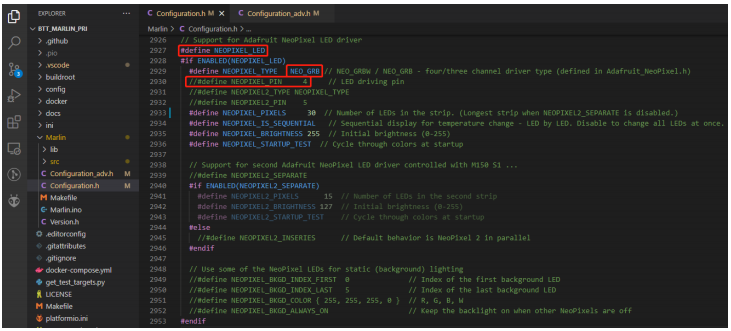 EXPLORER
BTT_MARLIN_PRI
.github
.pio
.vscode
buildroot
config
docker
docs
ini
Marlin
lib
src
C Configuration_adv.h M
C Configuration.h M
Makefile
Marlin.ino
C Version.h
.editorconfig
.gitattributes
.gitignore
docker-compose.yml
get_test_targets.py
LICENSE
Makefile
platformio.ini
C Configuration.h M X C Configuration_adv.h M
Marlin > C Configuration.h > ...
2926 // Support for Adafruit NeoPixel LED driver
2927 #define NEOPIXEL_LED
2928 #if ENABLED(NEOPIXEL_LED)
2929 #define NEOPIXEL_TYPE NEO_GRB // NEO_GRBW / NEO_GRB - four/three channel driver type (defined in Adafruit_NeoPixel.h)
2930 //#define NEOPIXEL_PIN 4 // LED driving pin
2931 //#define NEOPIXEL2_TYPE NEOPIXEL_TYPE
2932 //#define NEOPIXEL2_PIN 5
2933 #define NEOPIXEL_PIXELS 30 // Number of LEDs in the strip. (Longest strip when NEOPIXEL2_SEPARATE is disabled.)
2934 #define NEOPIXEL_IS_SEQUENTIAL // Sequential display for temperature change - LED by LED. Disable to change all LEDs at once.
2935 #define NEOPIXEL_BRIGHTNESS 255 // Initial brightness (0-255)
2936 #define NEOPIXEL_STARTUP_TEST // Cycle through colors at startup
2937
2938 // Support for second Adafruit NeoPixel LED driver controlled with M150 S1 ...
2939 //#define NEOPIXEL2_SEPARATE
2940 #if ENABLED(NEOPIXEL2_SEPARATE)
2941 #define NEOPIXEL2_PIXELS 15 // Number of LEDs in the second strip
2942 #define NEOPIXEL2_BRIGHTNESS 127 // Initial brightness (0-255)
2943 #define NEOPIXEL2_STARTUP_TEST // Cycle through colors at startup
2944 #else
2945 //#define NEOPIXEL2_INSERIES // Default behavior is NeoPixel 2 in parallel
2946 #endif
2947
2948 // Use some of the NeoPixel LEDs for static (background) lighting
2949 //#define NEOPIXEL_BKGD_INDEX_FIRST 0 // Index of the first background LED
2950 //#define NEOPIXEL_BKGD_INDEX_LAST 5 // Index of the last background LED
2951 //#define NEOPIXEL_BKGD_COLOR { 255, 255, 255, 0 } // R, G, B, W
2952 //#define NEOPIXEL_BKGD_ALWAYS_ON // Keep the backlight on when other NeoPixels are off
2953 #endif